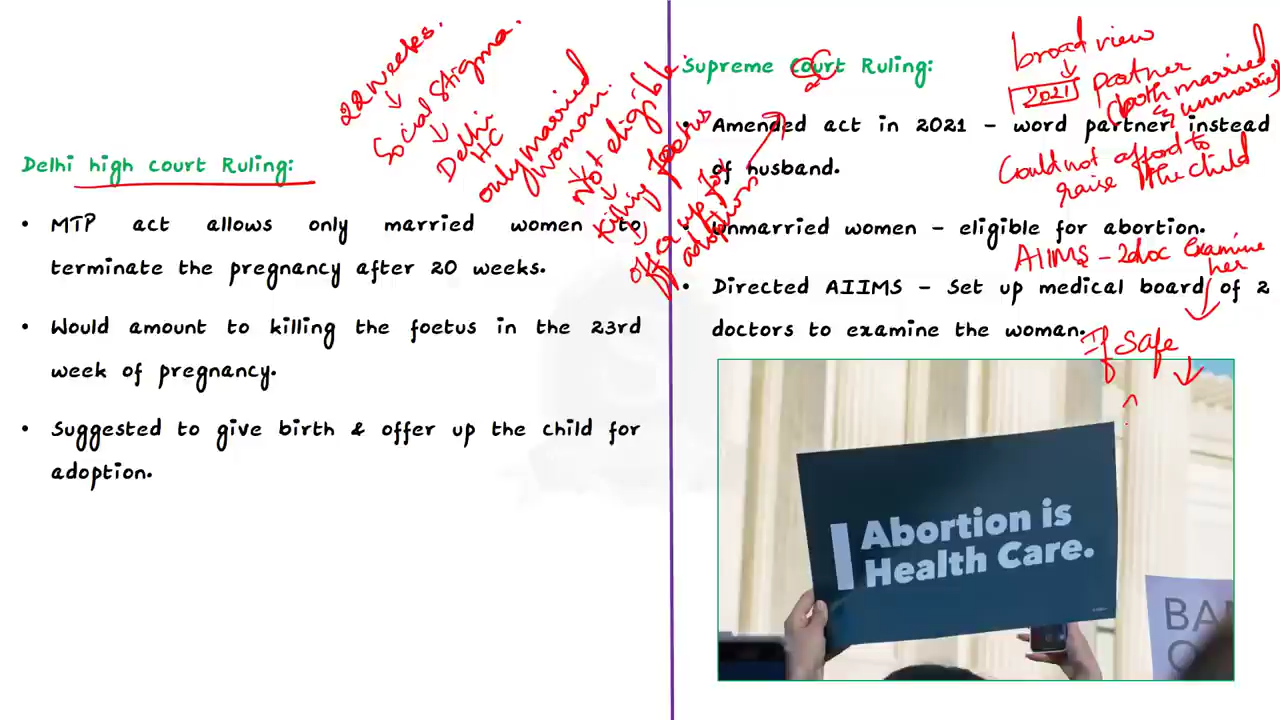 Delhi high court Ruling:
• MTP act allows only married women to
terminate the pregnancy after 20 weeks.
• Would amount to killing the foetus in the 23rd
week of pregnancy.
• Suggested to give birth & offer up the child for
adoption.
22 weeks.
Social Stigma.
Delhi
HC
only married
woman.
Not eligible
Killing foetus
offer up for
adoption
SC
Supreme Court Ruling:
• Amended act in 2021 – word partner instead
of husband.
• Unmarried women – eligible for abortion.
• Directed AIIMS – Set up medical board of 2
doctors to examine the woman.
broad view
2021 partner
(both married
& unmarried
Could not afford to
raise the child
AIIMS – 2doc examine
her
If Safe
Abortion is
Health Care.
BA
O